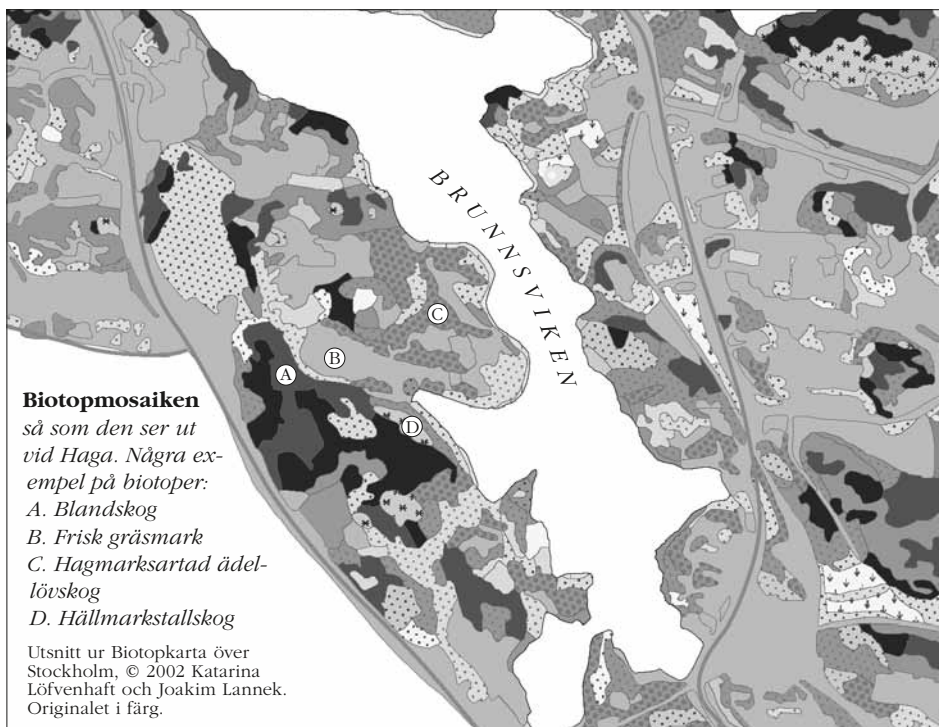 BRUNNSVIKEN
C
B
A
D
Biotopmosaiken
så som den ser ut
vid Haga. Några ex-
empel på biotoper:
A. Blandskog
B. Frisk gräsmark
C. Hagmarksartad ädel-
lövskog
D. Hällmarkstallskog
Utsnitt ur Biotopkarta över
Stockholm, © 2002 Katarina
Löfvenhaft och Joakim Lannek.
Originalet i färg.